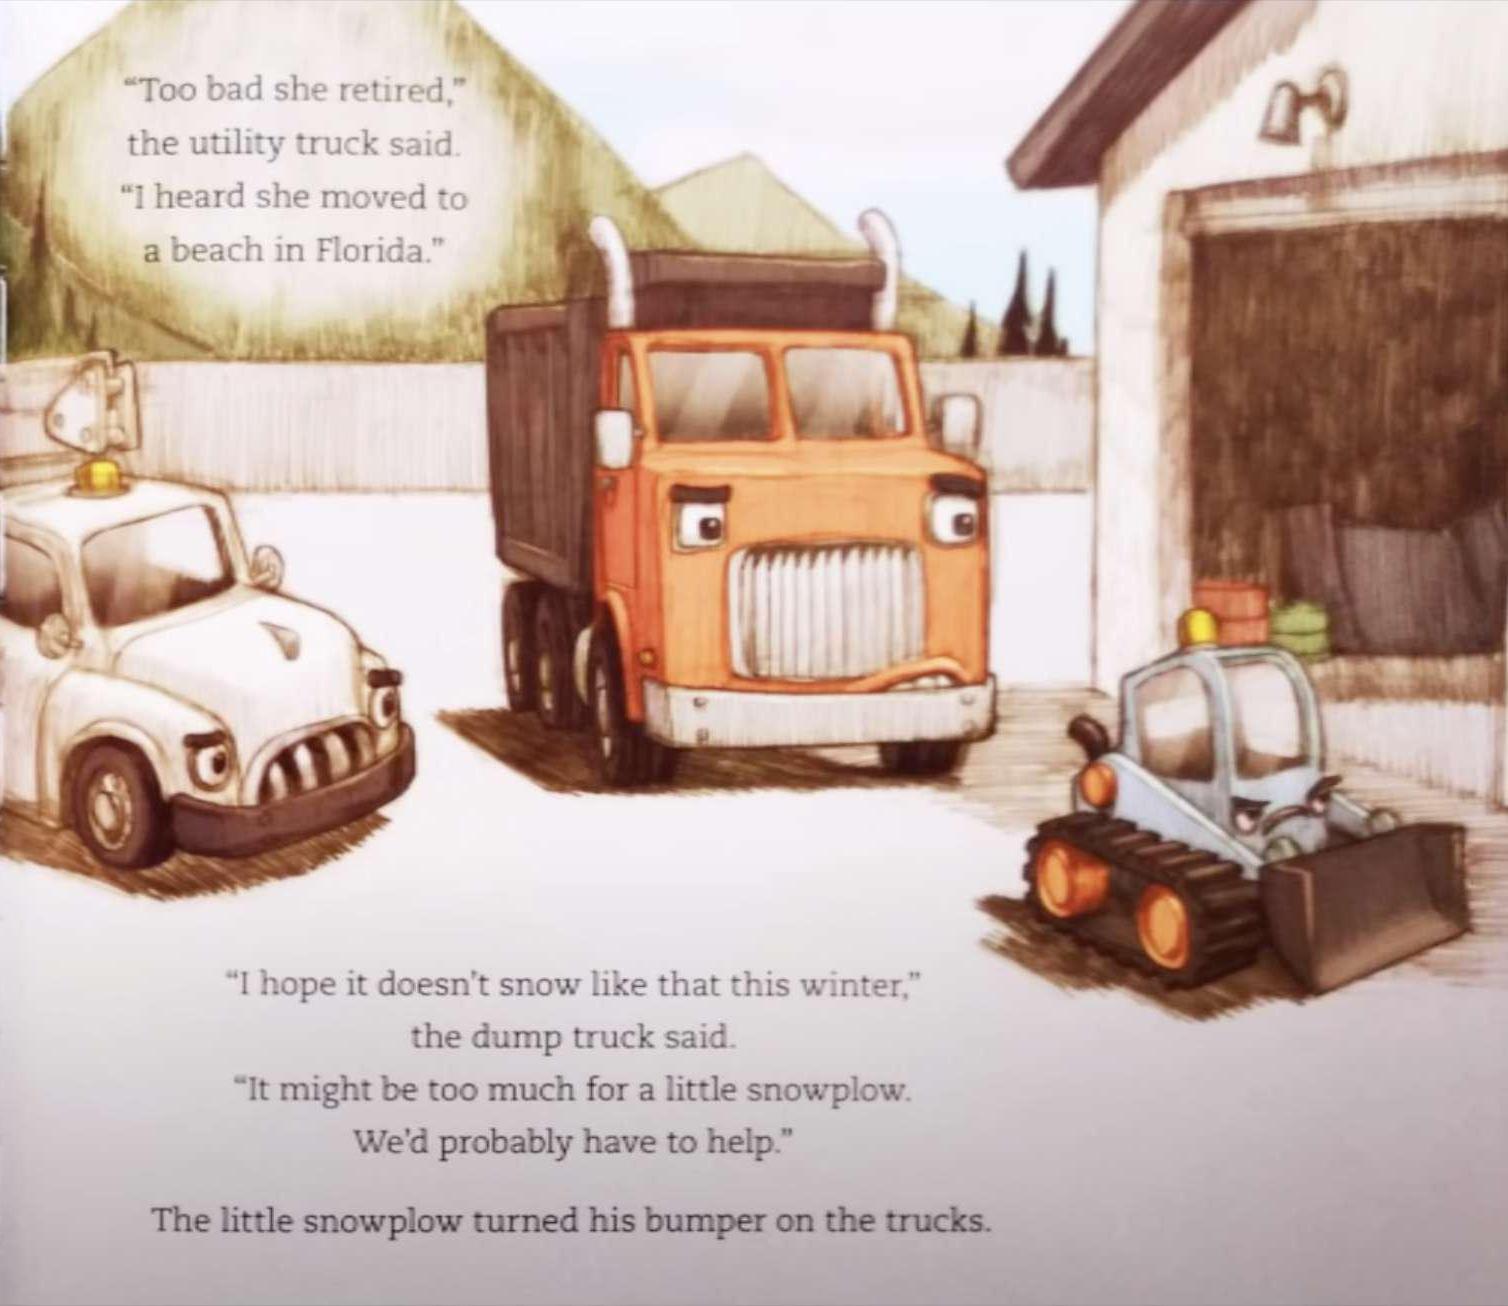 “Too bad she retired,”
the utility truck said.
“I heard she moved to
a beach in Florida.”
“I hope it doesn’t snow like that this winter,”
the dump truck said.
“It might be too much for a little snowplow.
We’d probably have to help.”
The little snowplow turned his bumper on the trucks.